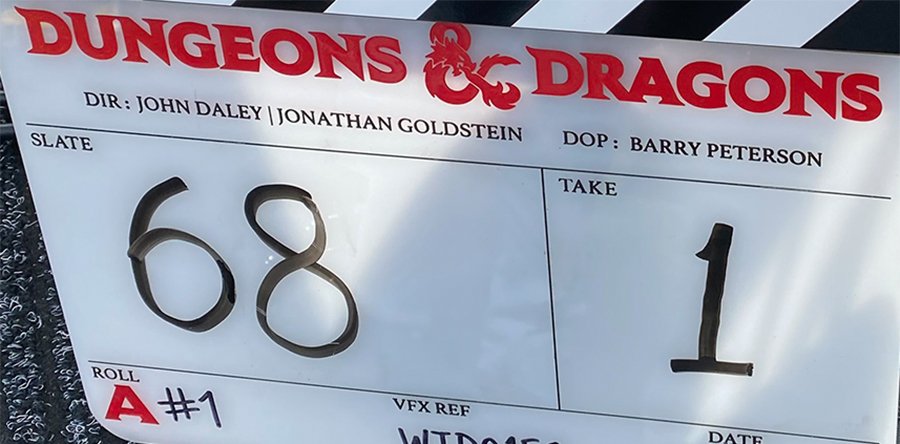 DUNGEONS & DRAGONS
DIR: JOHN DALEY | JONATHAN GOLDSTEIN DOP: BARRY PETERSON
SLATE TAKE
68 1
ROLL
A #1 VFX REF
DATE